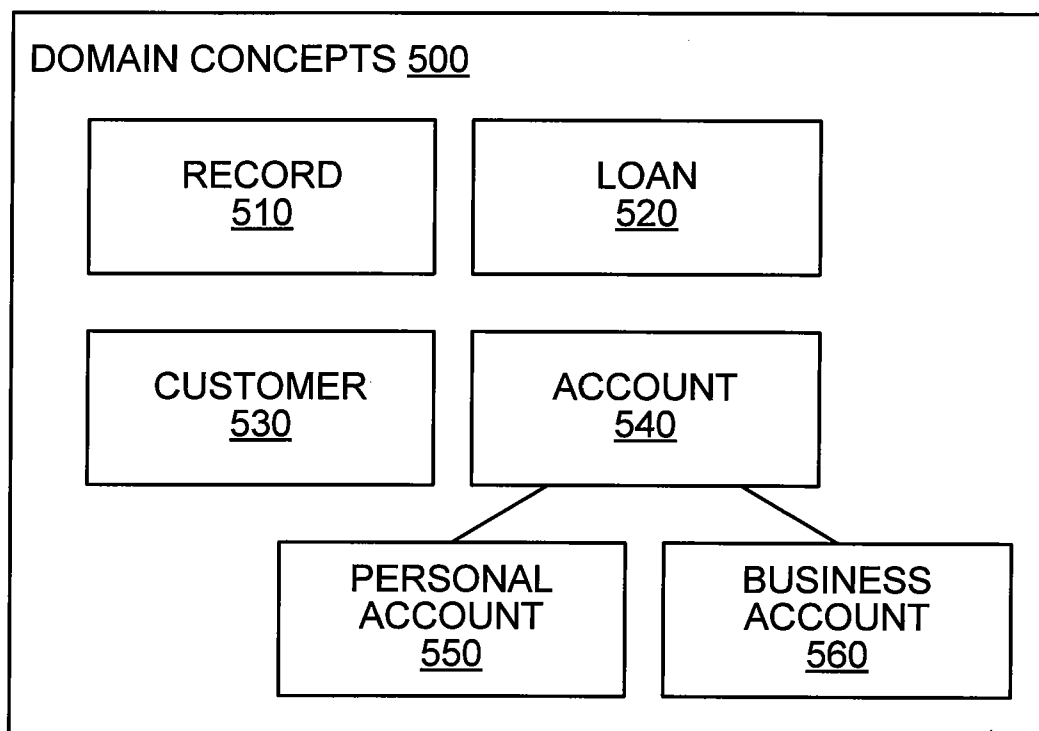 DOMAIN CONCEPTS 500
RECORD
510
LOAN
520
CUSTOMER
530
ACCOUNT
540
PERSONAL
ACCOUNT
550
BUSINESS
ACCOUNT
560